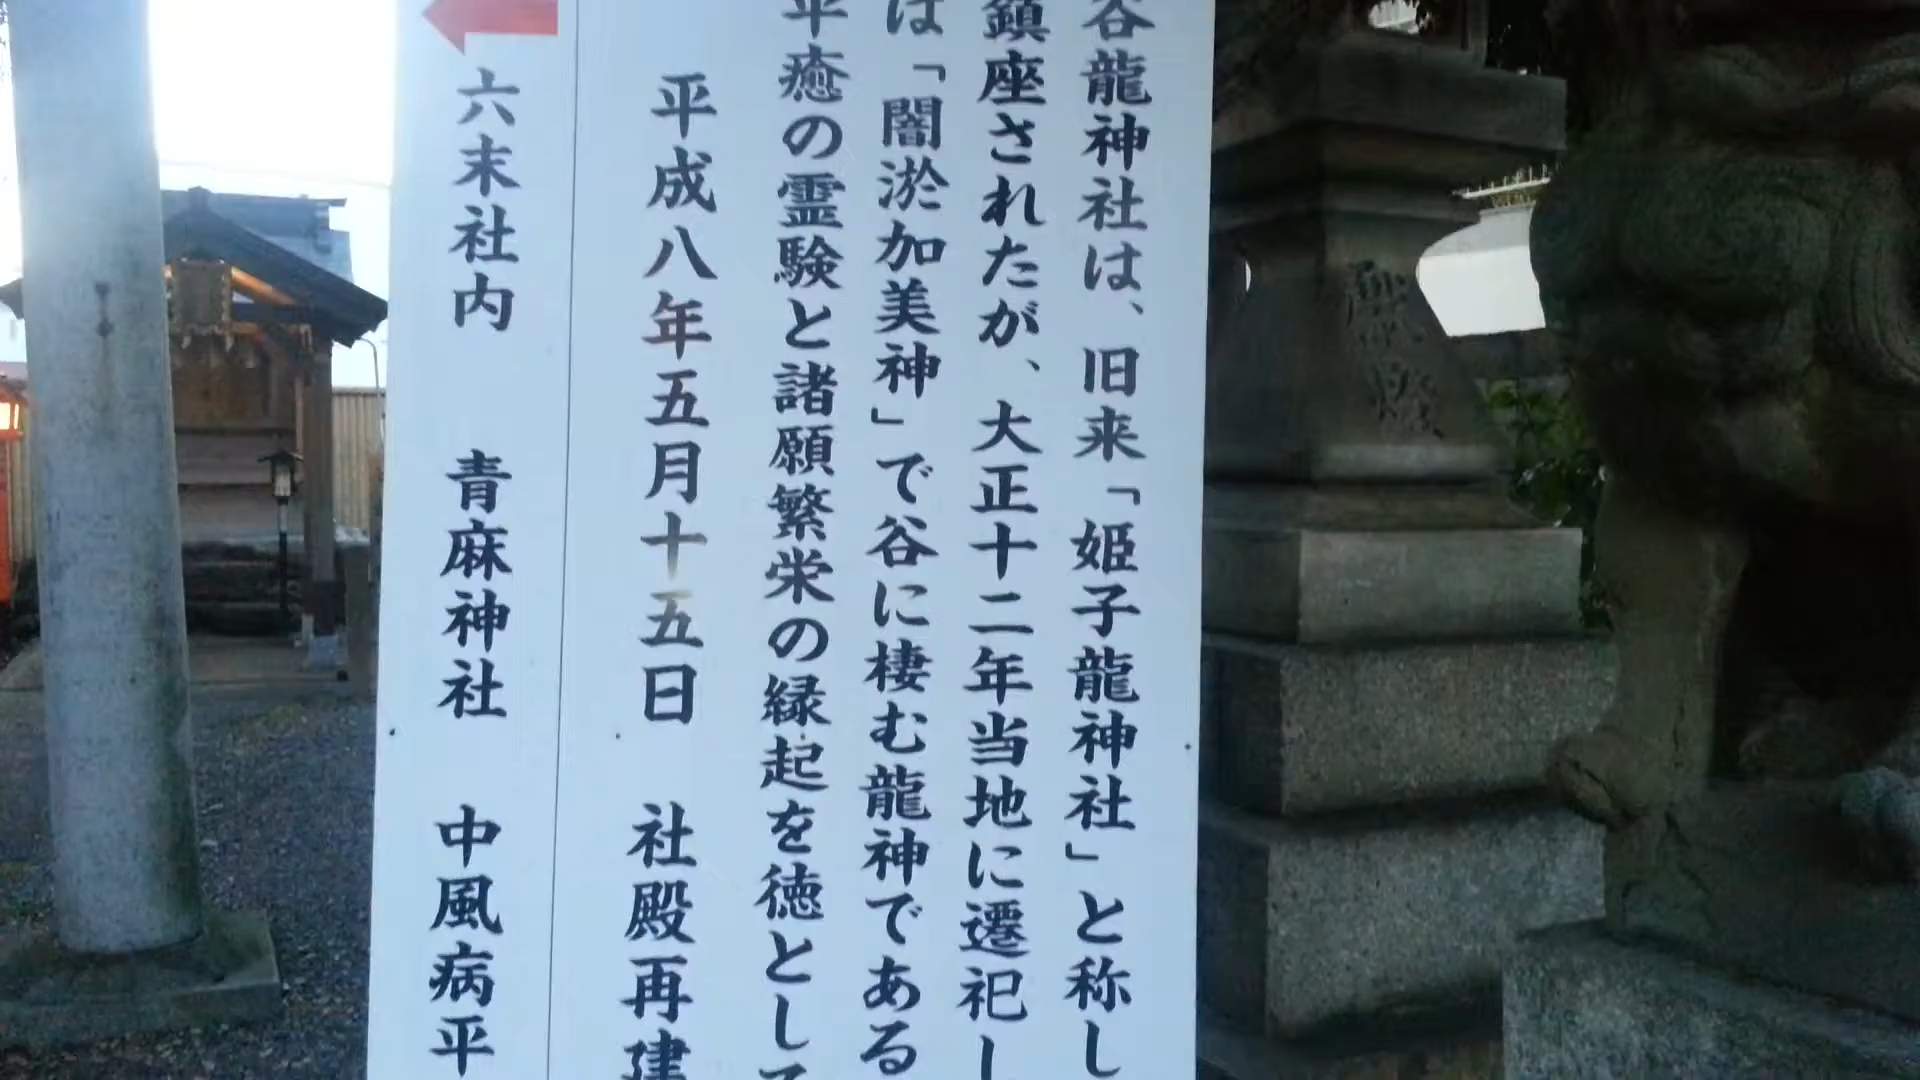 谷龍神社は、旧来「姫子龍神社」と称し
鎮座されたが、大正十二年当地に遷祀し
は「闇淤加美神」で谷に棲む龍神である
平癒の霊験と諸願繁栄の縁起を徳として
平成八年五月十五日 社殿再建
六末社内 青麻神社 中風病平